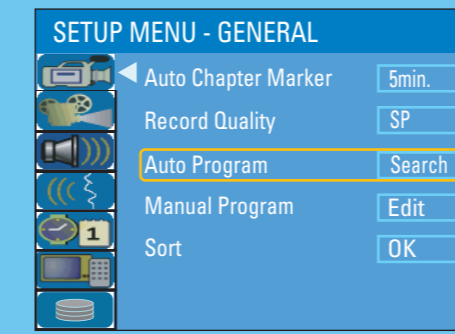 SETUP MENU - GENERAL
Auto Chapter Marker 5min.
Record Quality SP
Auto Program Search
Manual Program Edit
Sort OK
1